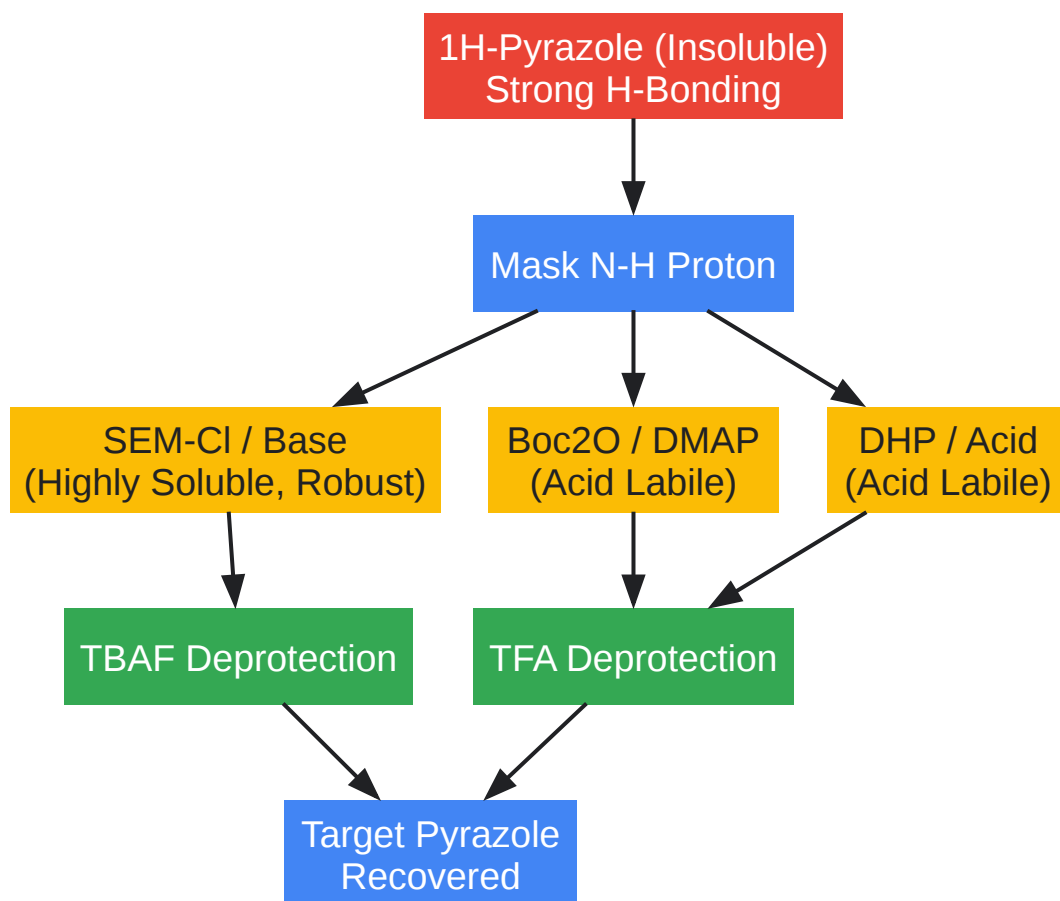 1H-Pyrazole (Insoluble)
Strong H-Bonding
Mask N-H Proton
SEM-Cl / Base
(Highly Soluble, Robust)
Boc2O / DMAP
(Acid Labile)
DHP / Acid
(Acid Labile)
TBAF Deprotection
TFA Deprotection
Target Pyrazole
Recovered